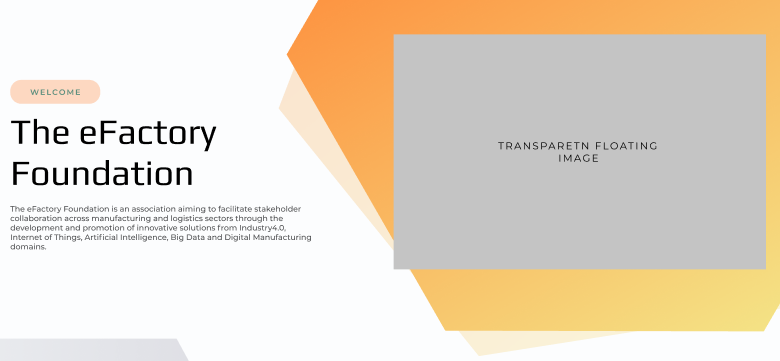 WELCOME
The eFactory
Foundation
The eFactory Foundation is an association aiming to facilitate stakeholder
collaboration across manufacturing and logistics sectors through the
development and promotion of innovative solutions from Industry4.0,
Internet of Things, Artificial Intelligence, Big Data and Digital Manufacturing
domains.
TRANSPARETN FLOATING
IMAGE